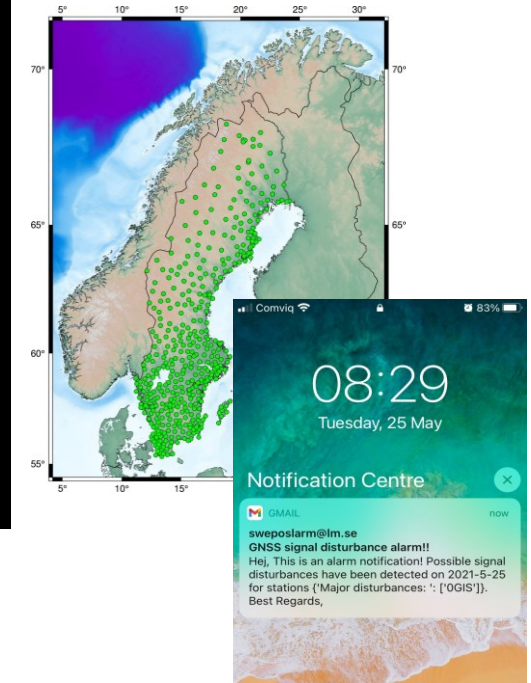 5° 10° 15° 20° 25° 30°
70° 70°
65° 65°
60°
55°
5° 10° 15°
Comviq 83%
08:29
Tuesday, 25 May
Notification Centre
GMAIL now
sweposlarm@lm.se
GNSS signal disturbance alarm!!
Hej, This is an alarm notification! Possible signal
disturbances have been detected on 2021-5-25
for stations {'Major disturbances: ': ['0GIS']}.
Best Regards,